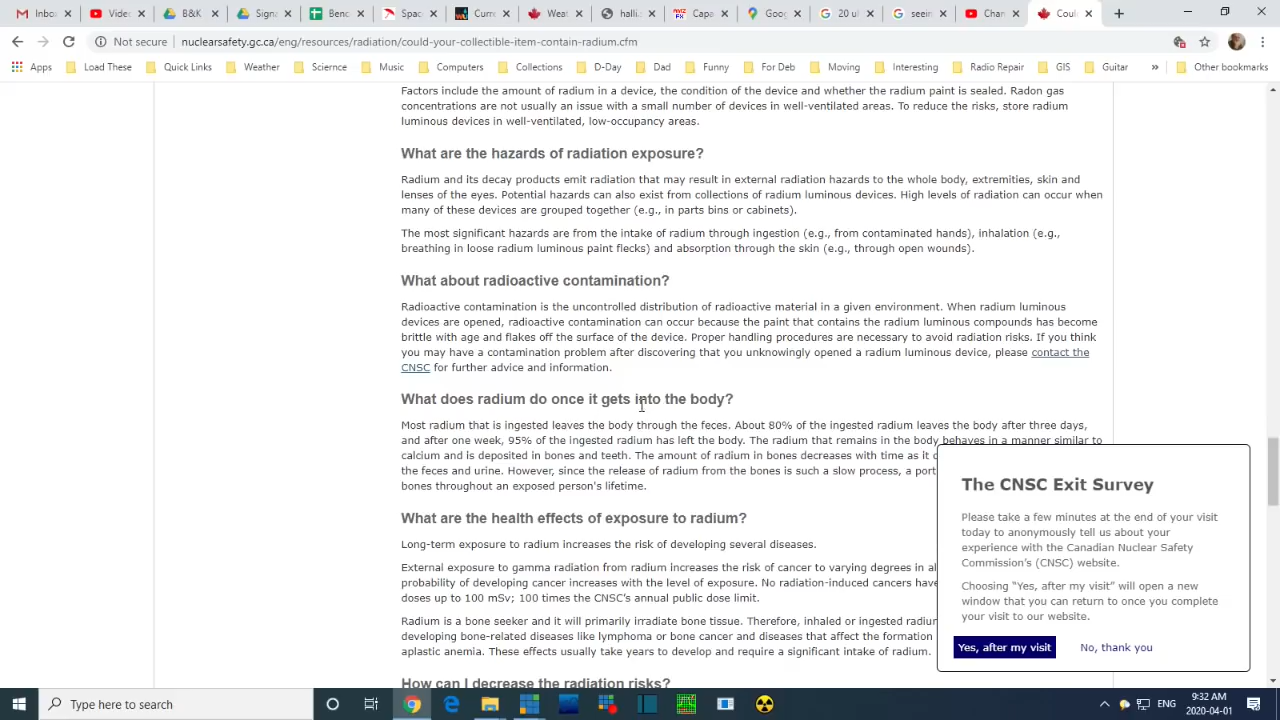 Inbo
Vide
B&K
Sign
Benc
Spac
Curre
Weat
halli
Cape
Goog
20 u
seein
Chan
Coul
Not secure
nuclearsafety.gc.ca/eng/resources/radiation/could-your-collectible-item-contain-radium.cfm
Apps Load These Quick Links Weather Sciernce Music Computers Collections D-Day Dad Funny For Deb Moving Interesting Radio Repair GIS Guitar » Other bookmarks
Factors include the amount of radium in a device, the condition of the device and whether the radium paint is sealed. Radon gas
concentrations are not usually an issue with a small number of devices in well-ventilated areas. To reduce the risks, store radium
luminous devices in well-ventilated, low-occupancy areas.
What are the hazards of radiation exposure?
Radium and its decay products emit radiation that may result in external radiation hazards to the whole body, extremities, skin and
lenses of the eyes. Potential hazards can also exist from collections of radium luminous devices. High levels of radiation can occur when
many of these devices are grouped together (e.g., in parts bins or cabinets).
The most significant hazards are from the intake of radium through ingestion (e.g., from contaminated hands), inhalation (e.g.,
breathing in loose radium luminous paint flecks) and absorption through the skin (e.g., through open wounds).
What about radioactive contamination?
Radioactive contamination is the uncontrolled distribution of radioactive material in a given environment. When radium luminous
devices are opened, radioactive contamination can occur because the paint that contains the radium luminous compounds has become
brittle with age and flakes off the surface of the device. Proper handling procedures are necessary to avoid radiation risks. If you think
you may have a contamination problem after discovering that you unknowingly opened a radium luminous device, please contact the
CNSC for further advice and information.
What does radium do once it gets into the body?
Most radium that is ingested leaves the body through the feces. About 80% of the ingested radium leaves the body after three days,
and after one week, 95% of the ingested radium has left the body. The radium that remains in the body behaves in a manner similar to
calcium and is deposited in bones and teeth. The amount of radium in bones decreases with time as it
the feces and urine. However, since the release of radium from the bones is such a slow process, a port
bones throughout an exposed person's lifetime.
What are the health effects of exposure to radium?
Long-term exposure to radium increases the risk of developing several diseases.
External exposure to gamma radiation from radium increases the risk of cancer to varying degrees in al
probability of developing cancer increases with the level of exposure. No radiation-induced cancers have
doses up to 100 mSv; 100 times the CNSC's annual public dose limit.
Radium is a bone seeker and it will primarily irradiate bone tissue. Therefore, inhaled or ingested radiur
developing bone-related diseases like lymphoma or bone cancer and diseases that affect the formation
aplastic anemia. These effects usually take years to develop and require a significant intake of radium.
How can I decrease the radiation risks?
The CNSC Exit Survey
Please take a few minutes at the end of your visit
today to anonymously tell us about your
experience with the Canadian Nuclear Safety
Commission's (CNSC) website.
Choosing "Yes, after my visit" will open a new
window that you can return to once you complete
your visit to our website.
Yes, after my visit No, thank you
Type here to search
ENG
9:32 AM
2020-04-01